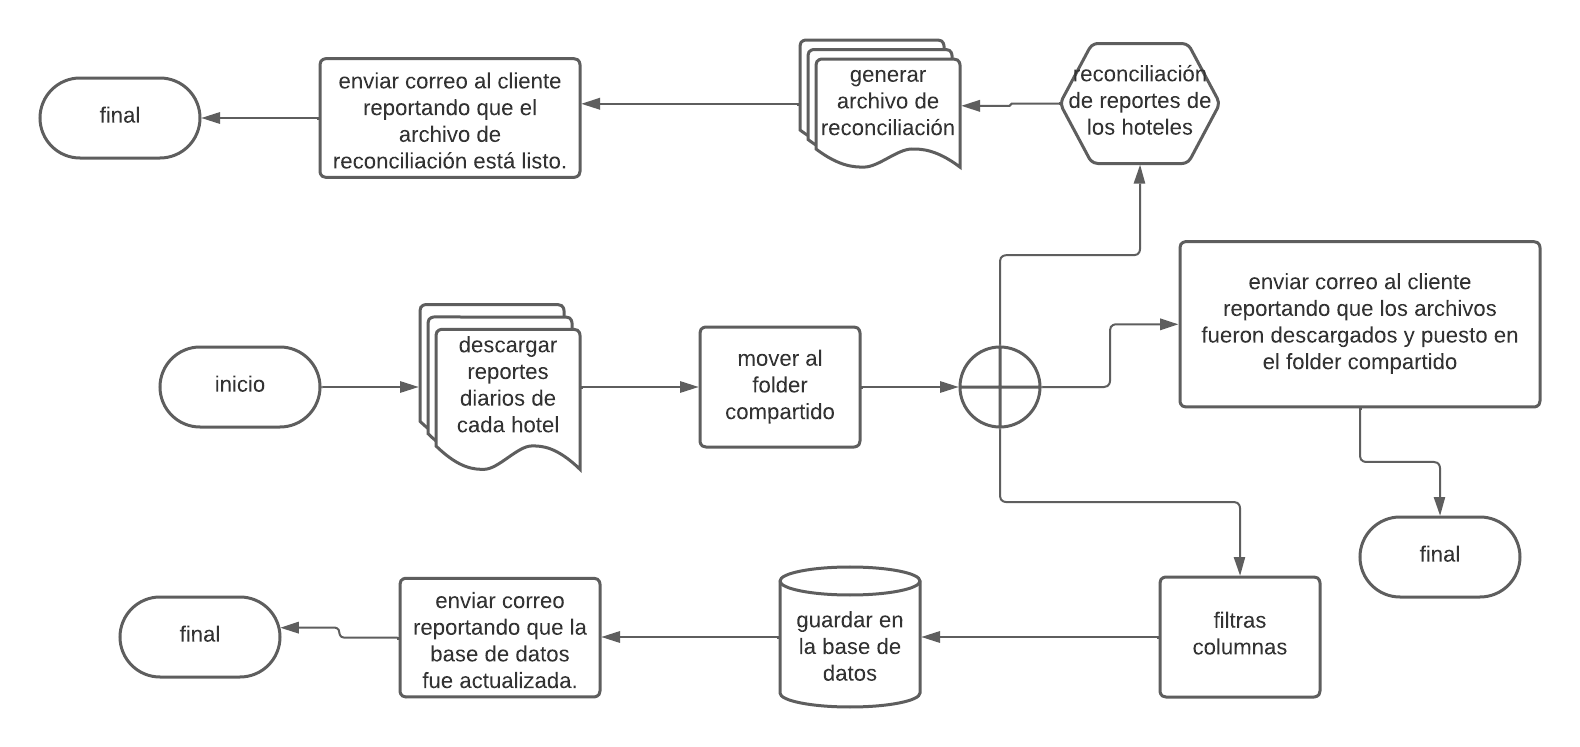 final
enviar correo al cliente
reportando que el
archivo de
reconciliación está listo.
generar
archivo de
reconciliación
reconciliación
de reportes de
los hoteles
inicio
descargar
reportes
diarios de
cada hotel
mover al
folder
compartido
enviar correo al cliente
reportando que los archivos
fueron descargados y puesto en
el folder compartido
final
final
enviar correo
reportando que la
base de datos
fue actualizada.
guardar en
la base de
datos
filtras
columnas